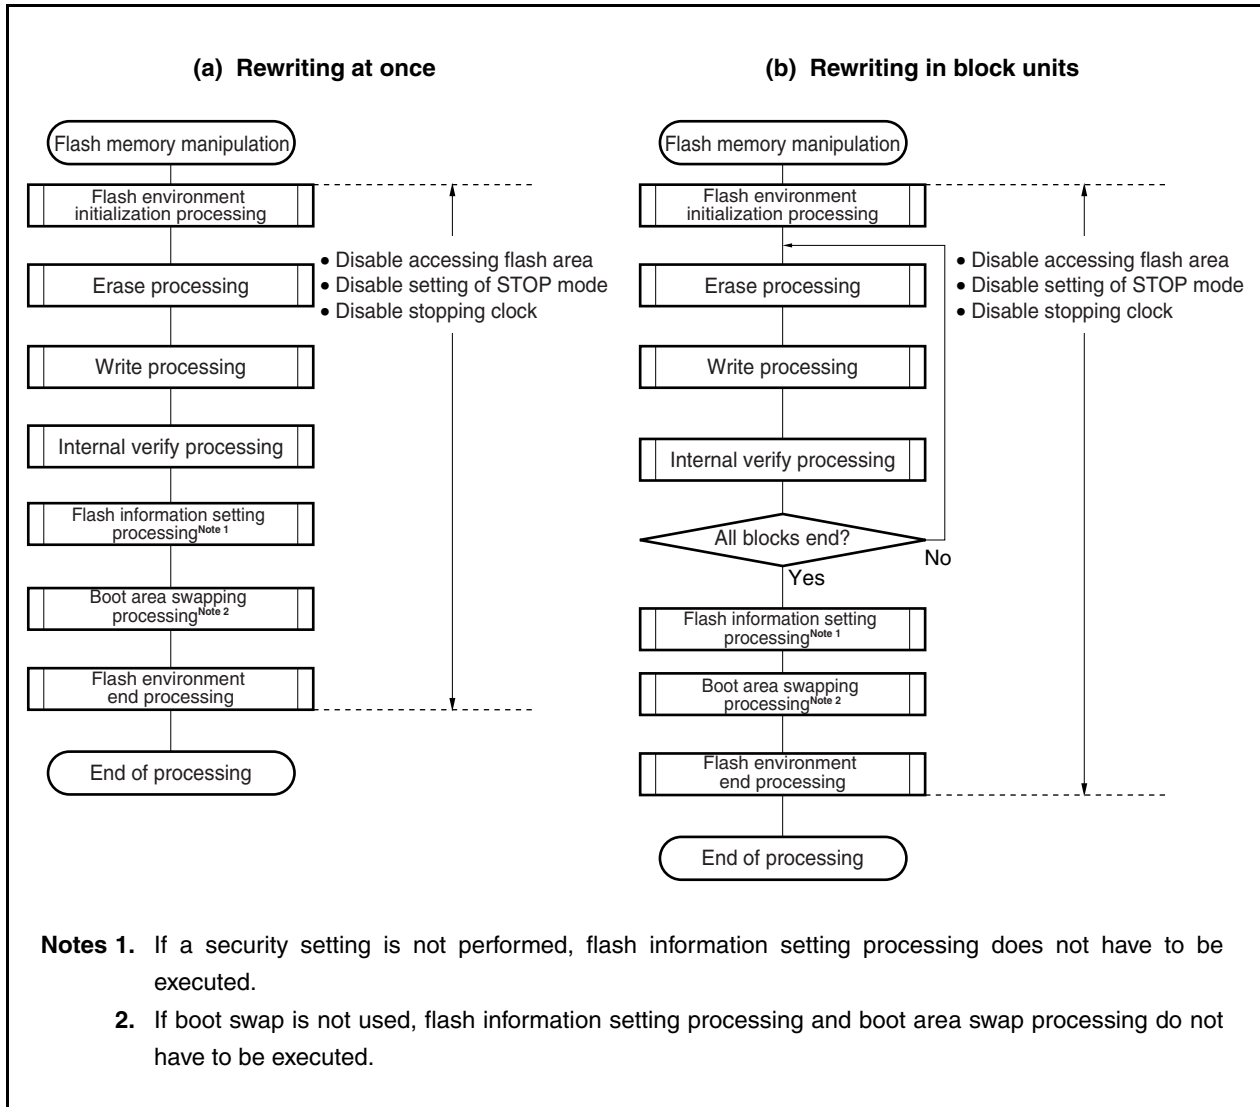 (a) Rewriting at once
Flash memory manipulation
Flash environment
initialization processing
• Disable accessing flash area
• Disable setting of STOP mode
• Disable stopping clock
Erase processing
Write processing
Internal verify processing
Flash information setting
processingNote 1
Boot area swapping
processingNote 2
Flash environment
end processing
End of processing
(b) Rewriting in block units
Flash memory manipulation
Flash environment
initialization processing
• Disable accessing flash area
• Disable setting of STOP mode
• Disable stopping clock
Erase processing
Write processing
Internal verify processing
All blocks end?
No
Yes
Flash information setting
processingNote 1
Boot area swapping
processingNote 2
Flash environment
end processing
End of processing
Notes 1. If a security setting is not performed, flash information setting processing does not have to be
executed.
2. If boot swap is not used, flash information setting processing and boot area swap processing do not
have to be executed.